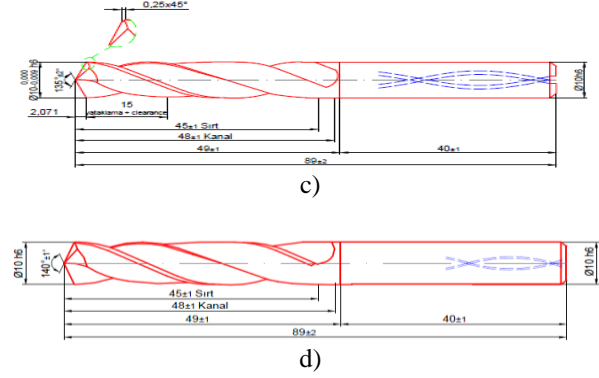 0,25x45°
0.000
Ø10-0.009 h6
135°±2°
Ø10h6
2,071
15
yataklama + clearance
45±1 Sırt
48±1 Kanal
49±1
40±1
89±2
c)
Ø10 h6
140°±1°
Ø10 h6
45±1 Sırt
48±1 Kanal
49±1
40±1
89±2
d)